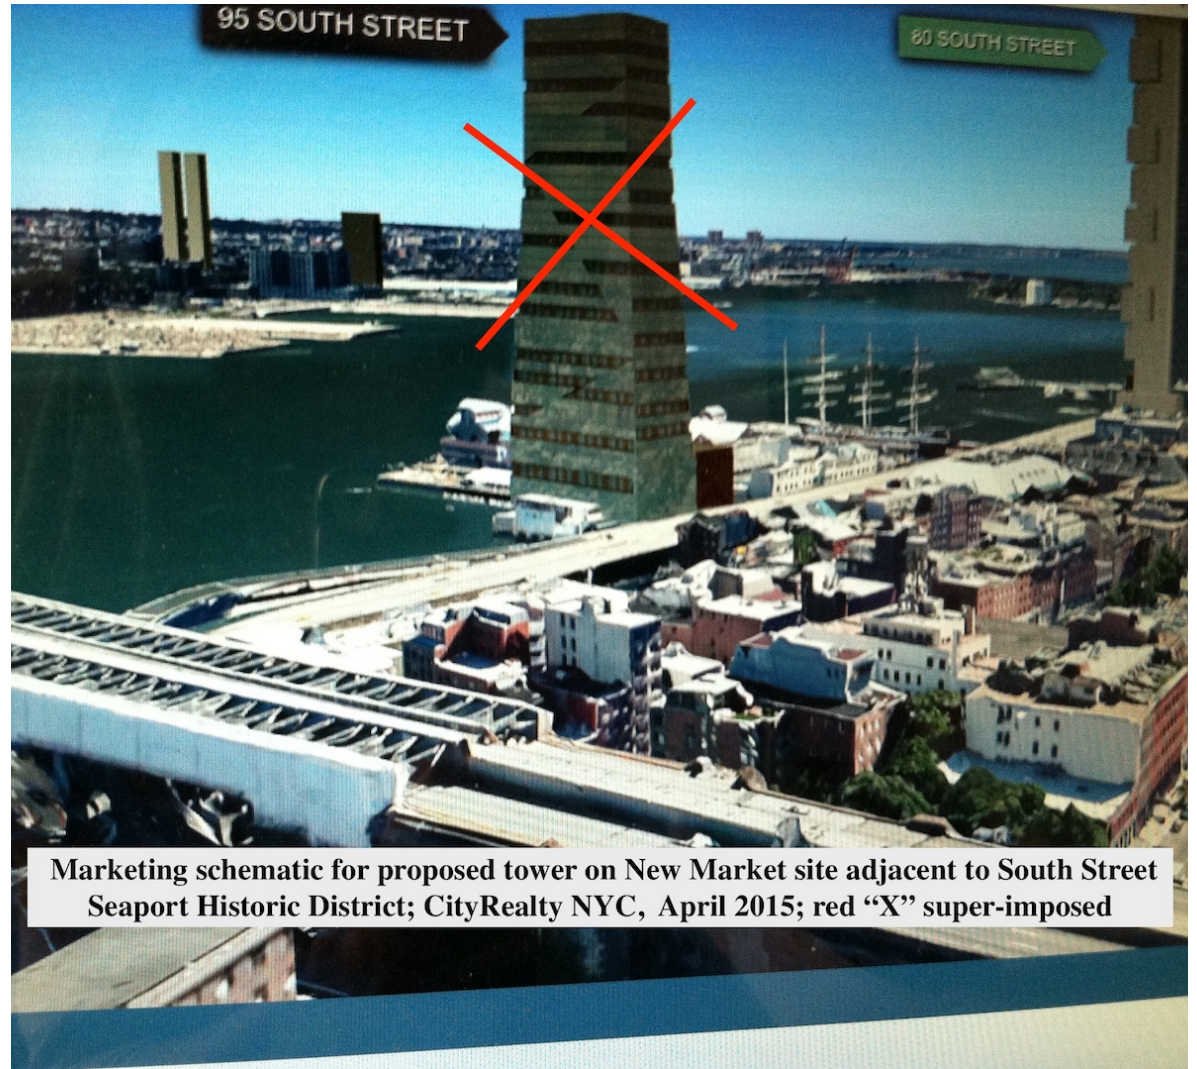 95 SOUTH STREET
80 SOUTH STREET
Marketing schematic for proposed tower on New Market site adjacent to South Street
Seaport Historic District; CityRealty NYC, April 2015; red “X” super-imposed